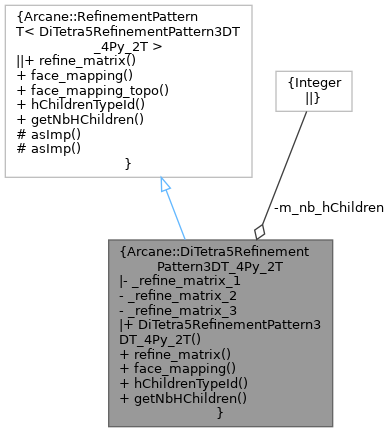 {Arcane::RefinementPattern
T< DiTetra5RefinementPattern3DT
_4Py_2T >
||+ refine_matrix()
+ face_mapping()
+ face_mapping_topo()
+ hChildrenTypeId()
+ getNbHChildren()
# asImp()
# asImp()
}
{Integer
||}
-m_nb_hChildren
{Arcane::DiTetra5Refinement
Pattern3DT_4Py_2T
|- _refine_matrix_1
- _refine_matrix_2
- _refine_matrix_3
|+ DiTetra5RefinementPattern3
DT_4Py_2T()
+ refine_matrix()
+ face_mapping()
+ hChildrenTypeId()
+ getNbHChildren()
}